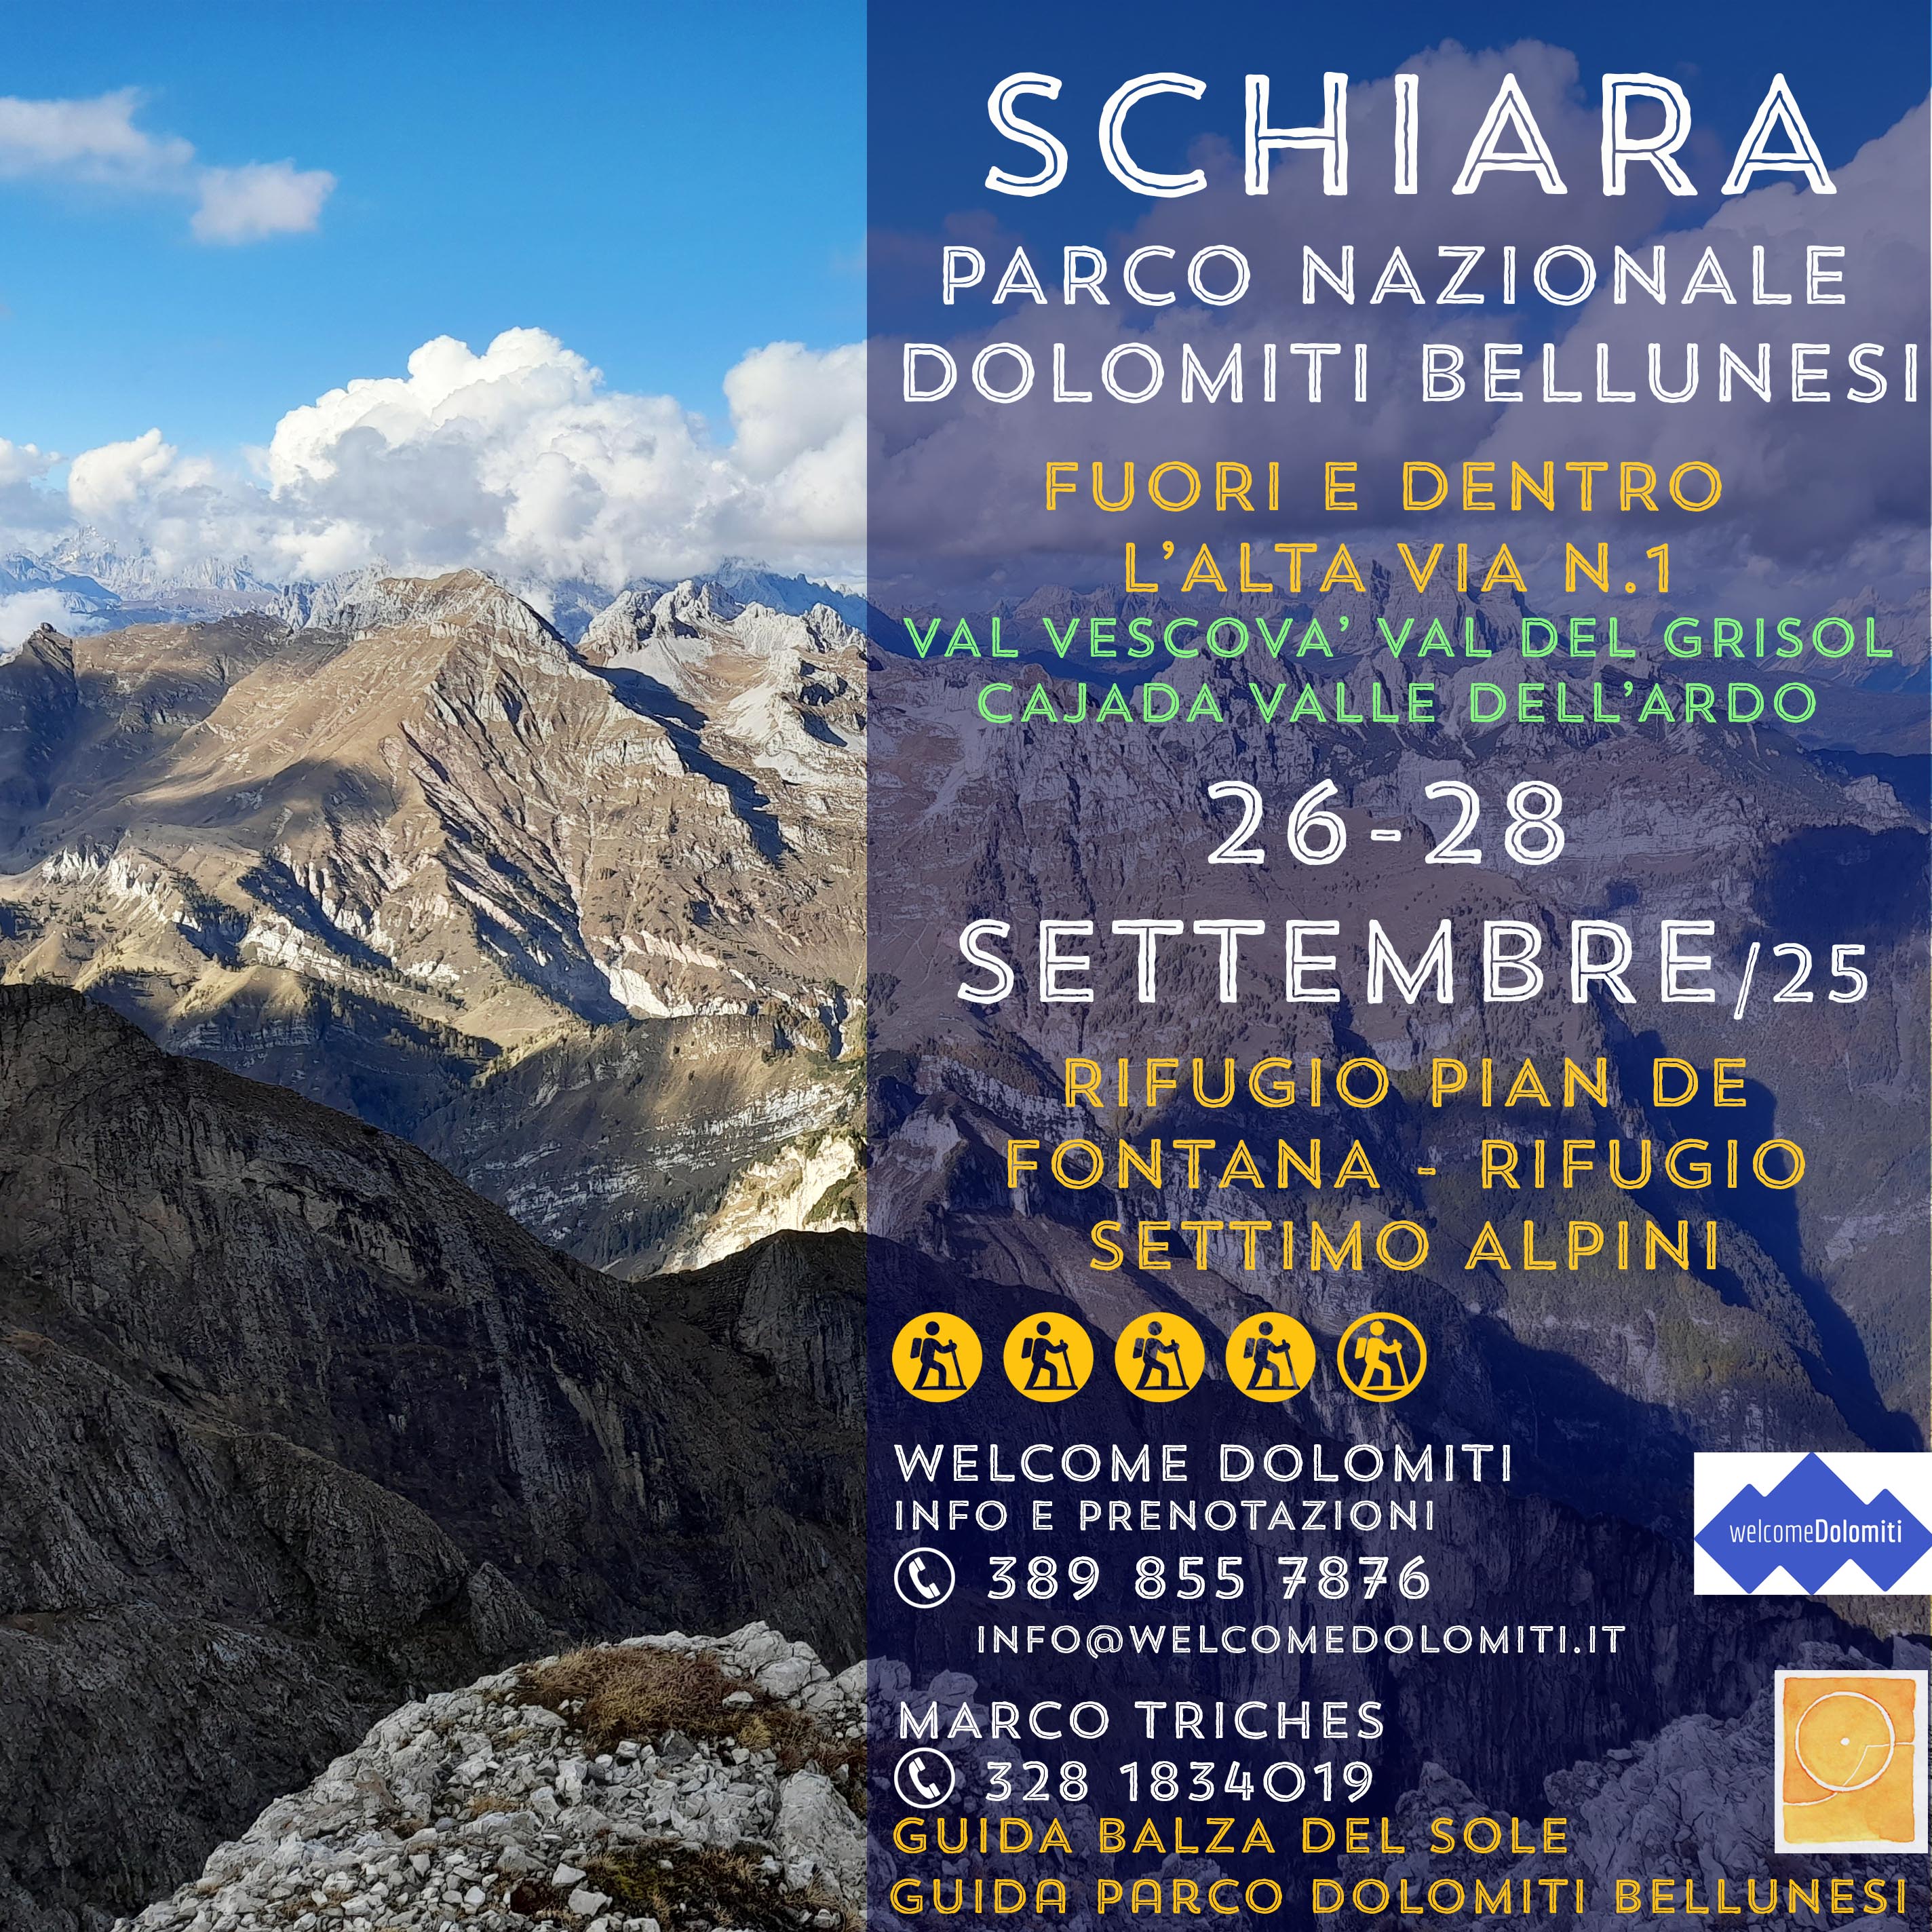 SCHIARA
PARCO NAZIONALE
DOLOMITI BELLUNESI
FUORI E DENTRO
L'ALTA VIA N.1
VAL VESCOVA' VAL DEL GRISOL
CAJADA VALLE DELL'ARDO
26-28
SETTEMBRE/25
RIFUGIO PIAN DE
FONTANA - RIFUGIO
SETTIMO ALPINI
WELCOME DOLOMITI
INFO E PRENOTAZIONI
389 855 7876
INFO@WELCOMEDOLOMITI.IT
welcomeDolomiti
MARCO TRICHES
328 1834019
GUIDA BALZA DEL SOLE
GUIDA PARCO DOLOMITI BELLUNESI